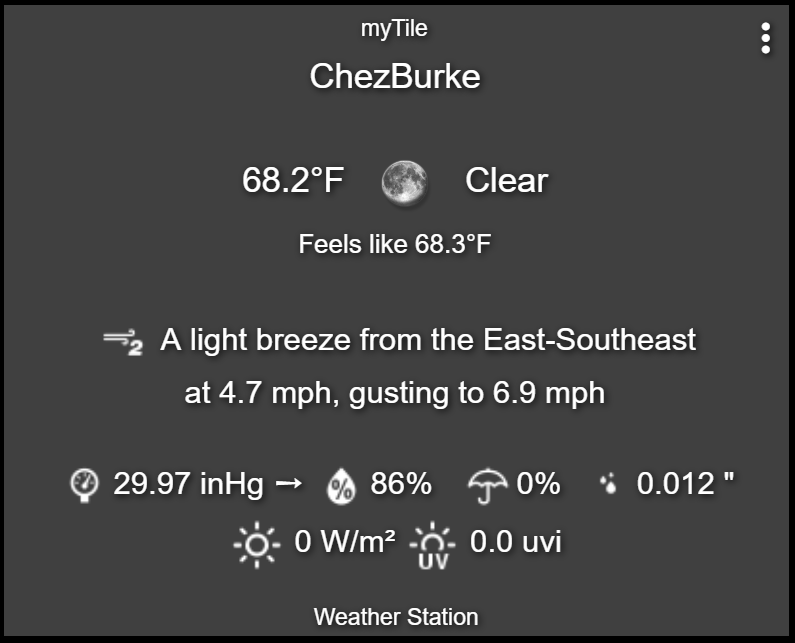 myTile
ChezBurke
68.2°F Clear
Feels like 68.3°F
2 A light breeze from the East-Southeast
at 4.7 mph, gusting to 6.9 mph
29.97 inHg → % 86% 0% 0.012 "
0 W/m² UV 0.0 uvi
Weather Station